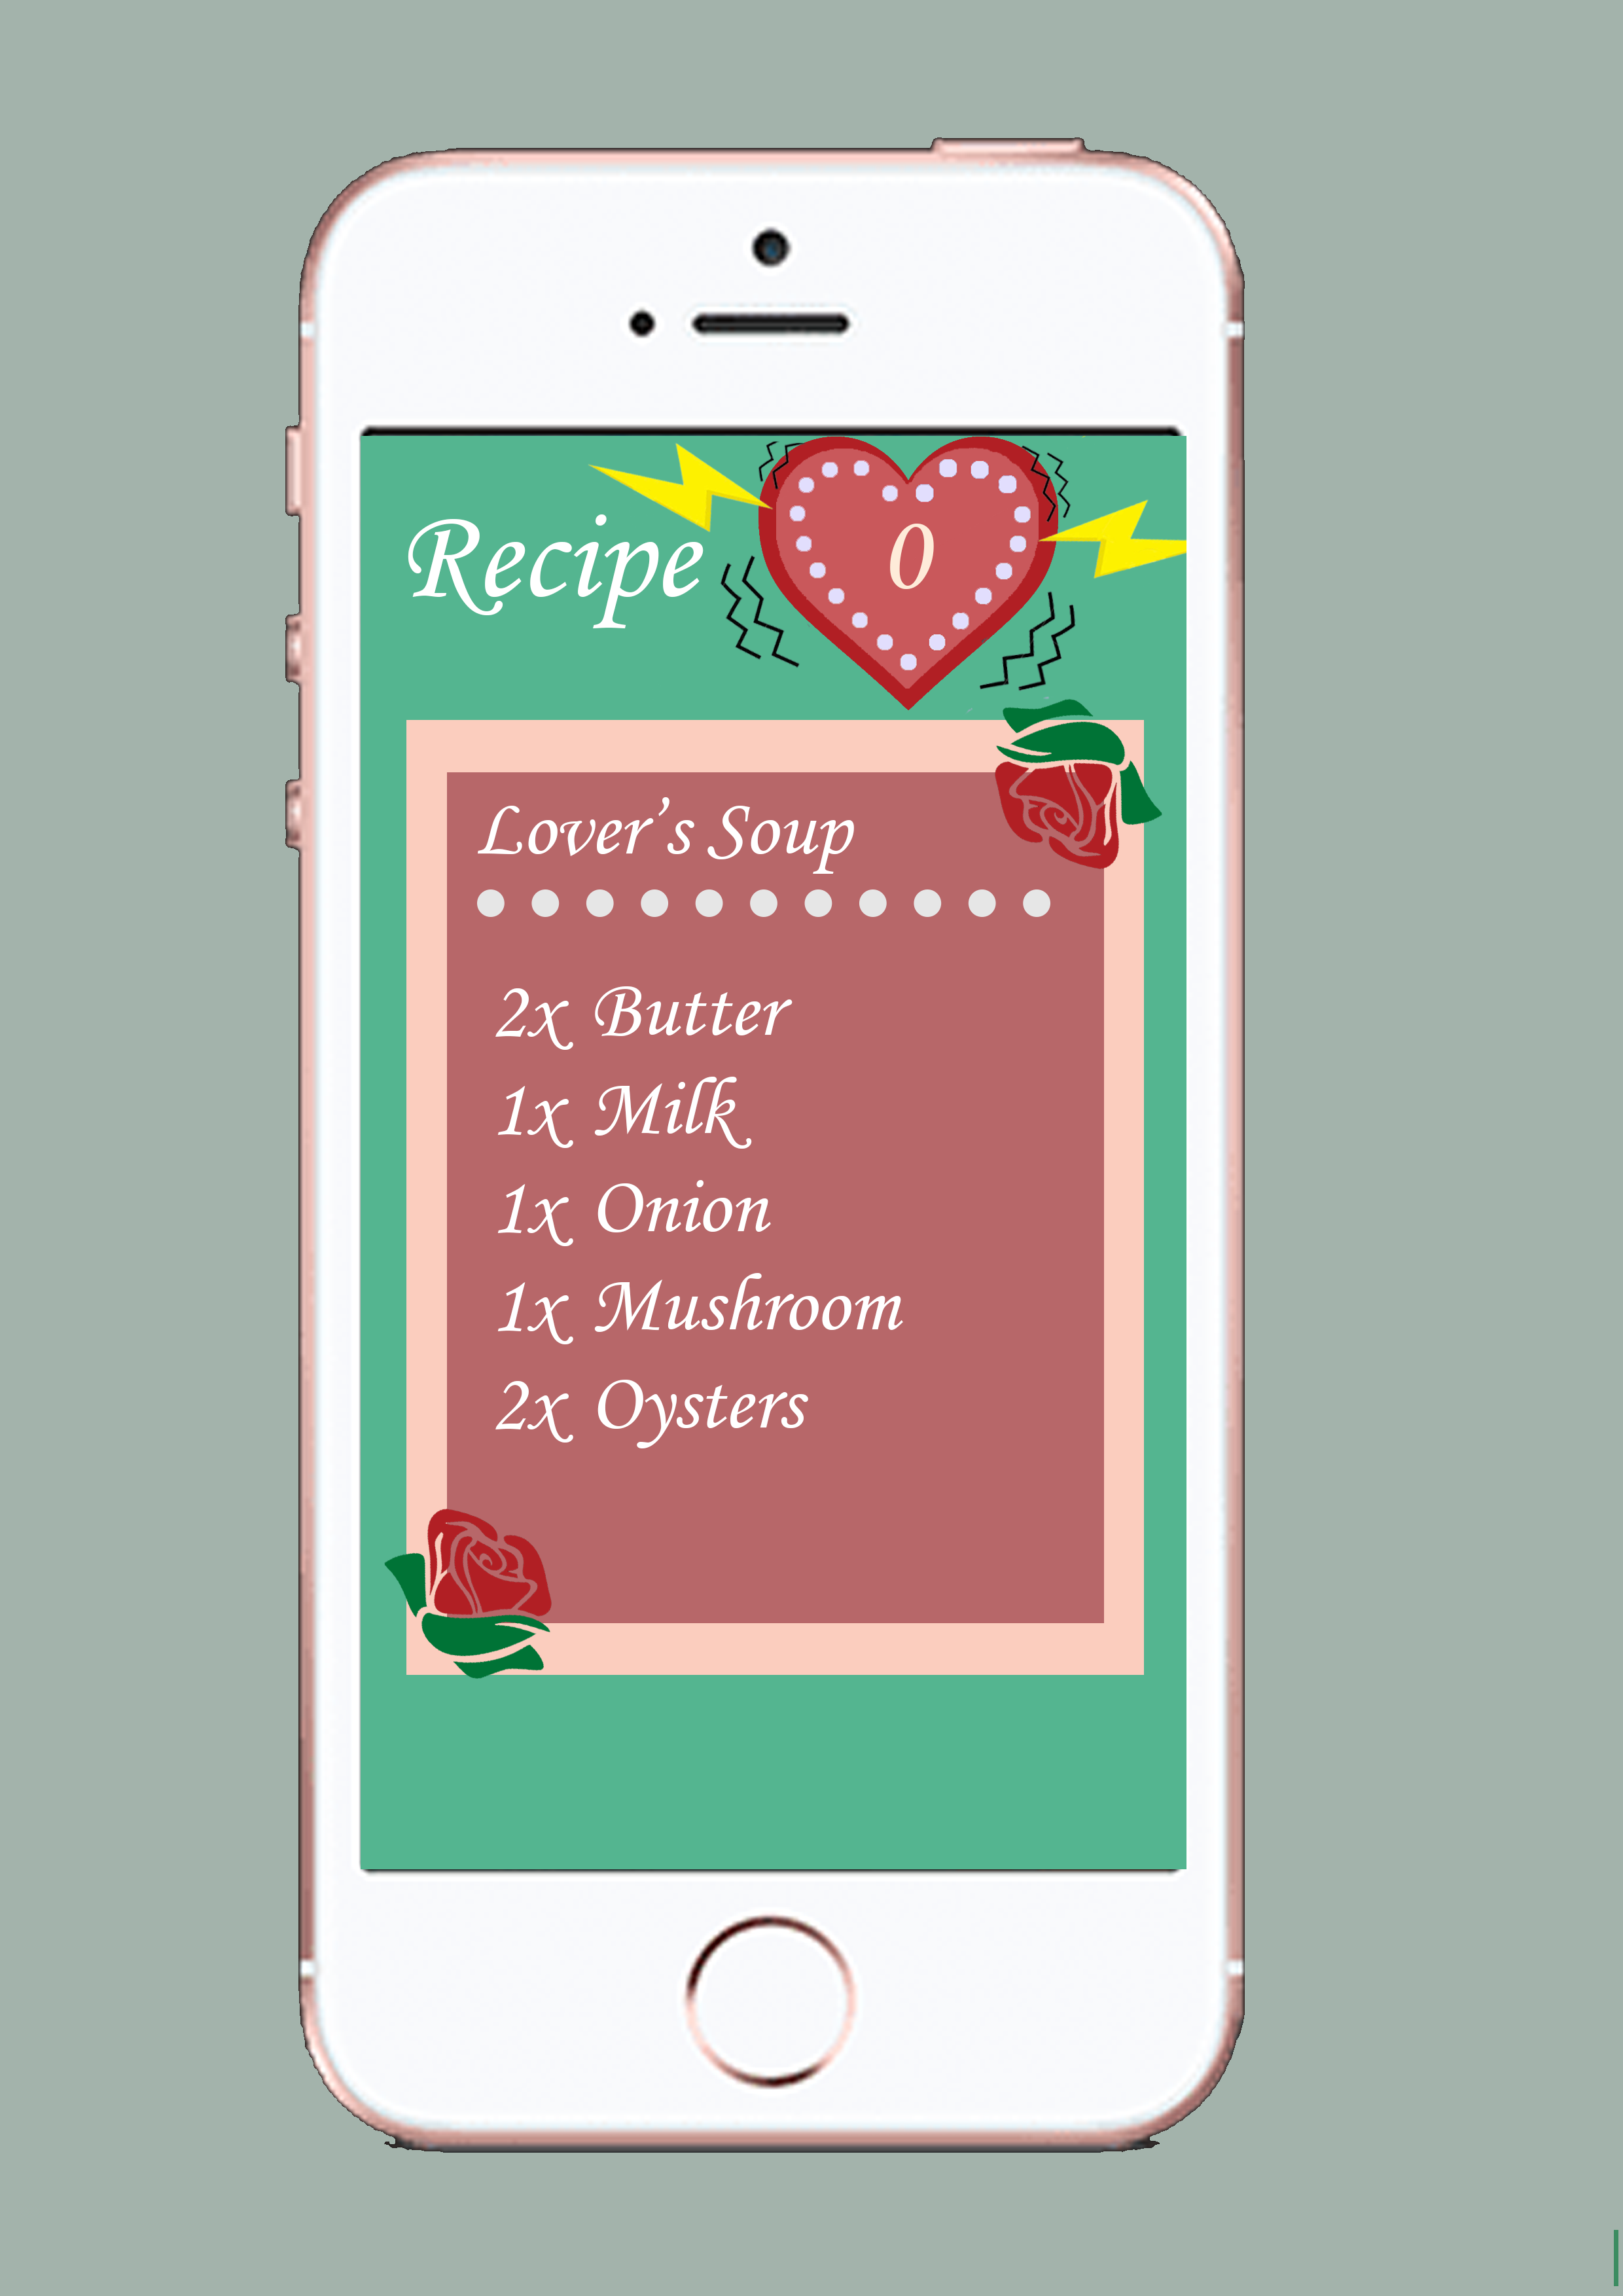 Recipe
0
Lover's Soup
2x Butter
1x Milk
1x Onion
1x Mushroom
2x Oysters